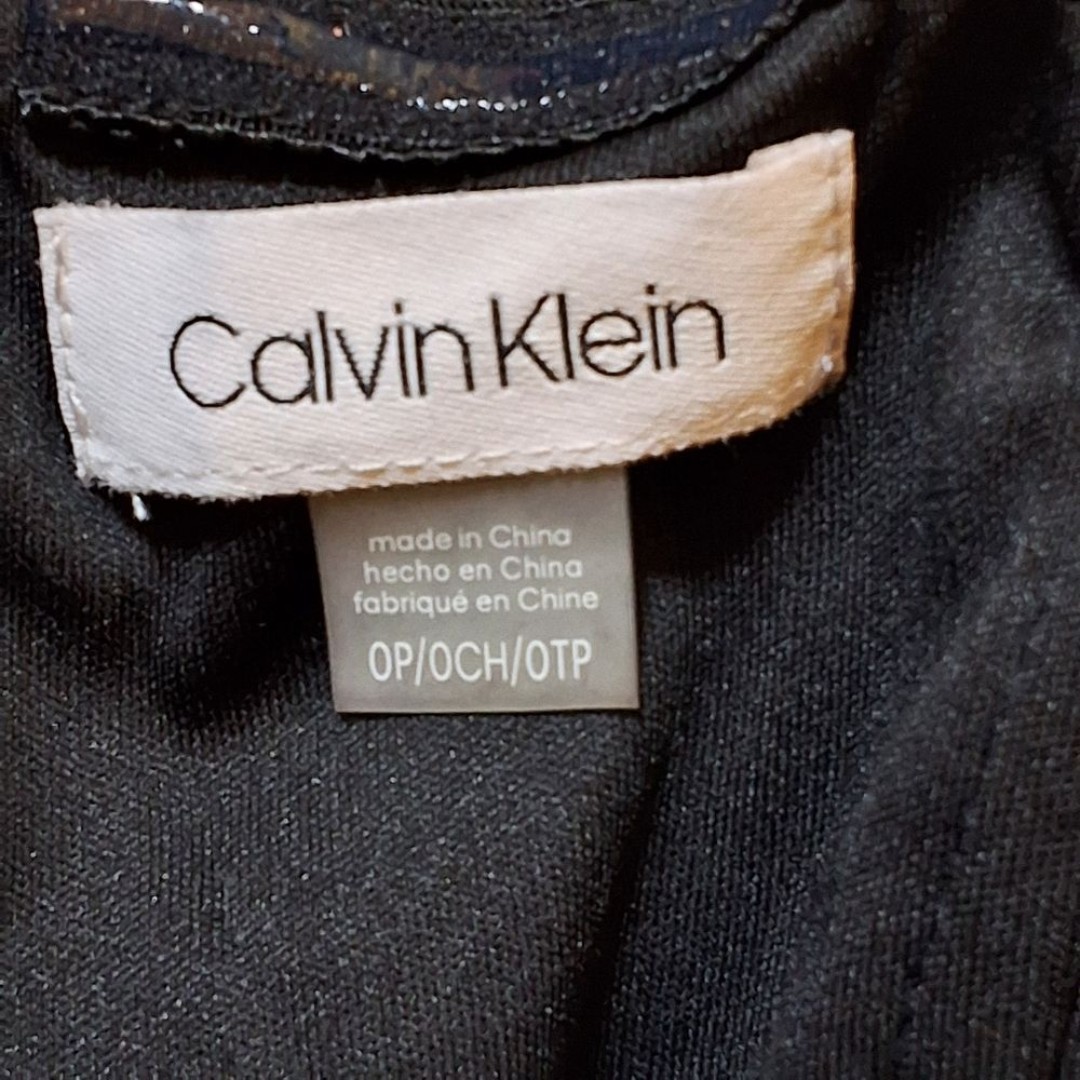 Calvin Klein
made in China
hecho en China
fabriqué en Chine
0P/0CH/0TP